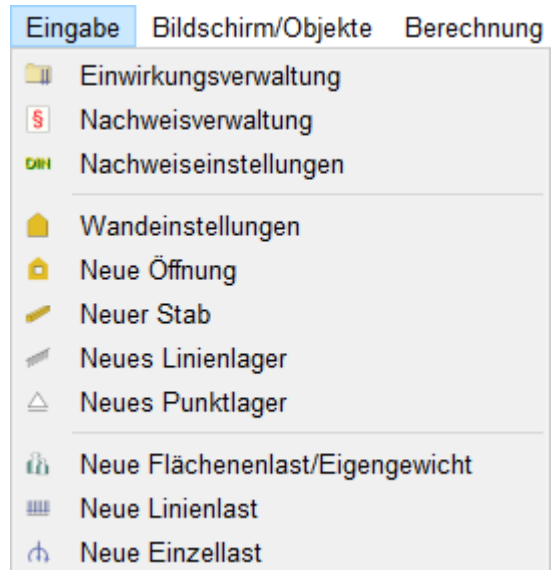 Eingabe Bildschirm/Objekte Berechnung
Einwirkungsverwaltung
§ Nachweisverwaltung
DIN Nachweiseinstellungen
Wandeinstellungen
Neue Öffnung
Neuer Stab
Neues Linienlager
Neues Punktlager
Neue Flächenenlast/Eigengewicht
Neue Linienlast
Neue Einzellast